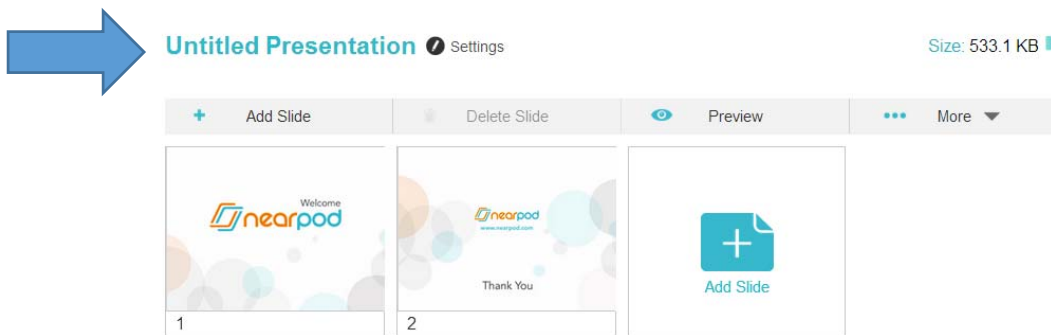 Untitled Presentation Settings Size: 533.1 KB
Add Slide Delete Slide Preview More
Welcome
nearpod
1
nearpod
www.nearpod.com
Thank You
2
Add Slide